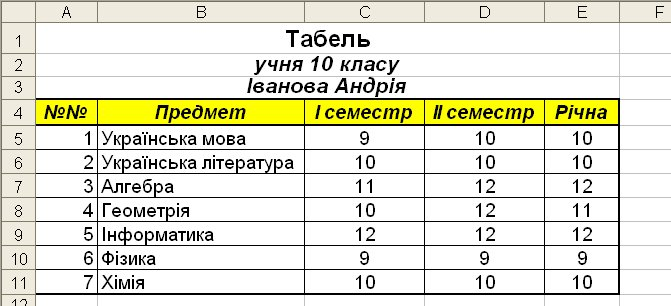 A B C D E F
1 Табель
2 учня 10 класу
3 Іванова Андрія
4 №№ Предмет I семестр II семестр Річна
5 1 Українська мова 9 10 10
6 2 Українська література 10 10 10
7 3 Алгебра 11 12 12
8 4 Геометрія 10 12 11
9 5 Інформатика 12 12 12
10 6 Фізика 9 9 9
11 7 Хімія 10 10 10
12